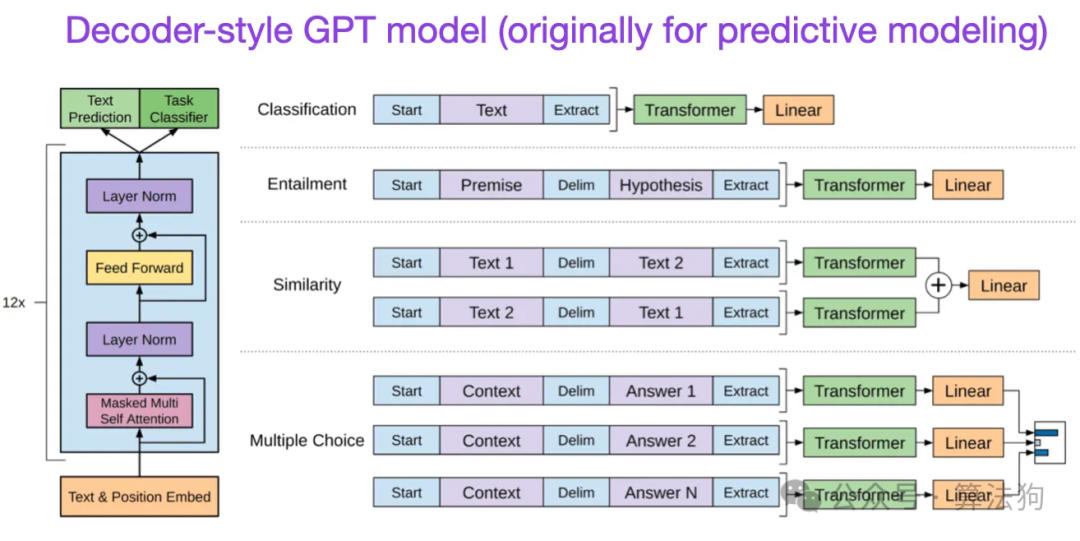 Decoder-style GPT model (originally for predictive modeling)
Text
Prediction
Task
Classifier
Layer Norm
Feed Forward
12x
Layer Norm
Masked Multi
Self Attention
Text & Position Embed
Classification Start Text Extract Transformer Linear
Entailment Start Premise Delim Hypothesis Extract Transformer Linear
Similarity
Start Text 1 Delim Text 2 Extract Transformer
Linear
Start Text 2 Delim Text 1 Extract Transformer
Multiple Choice
Start Context Delim Answer 1 Extract Transformer Linear
Start Context Delim Answer 2 Extract Transformer Linear
Start Context Delim Answer N Extract Transformer Linear
公众号 · 算法狗